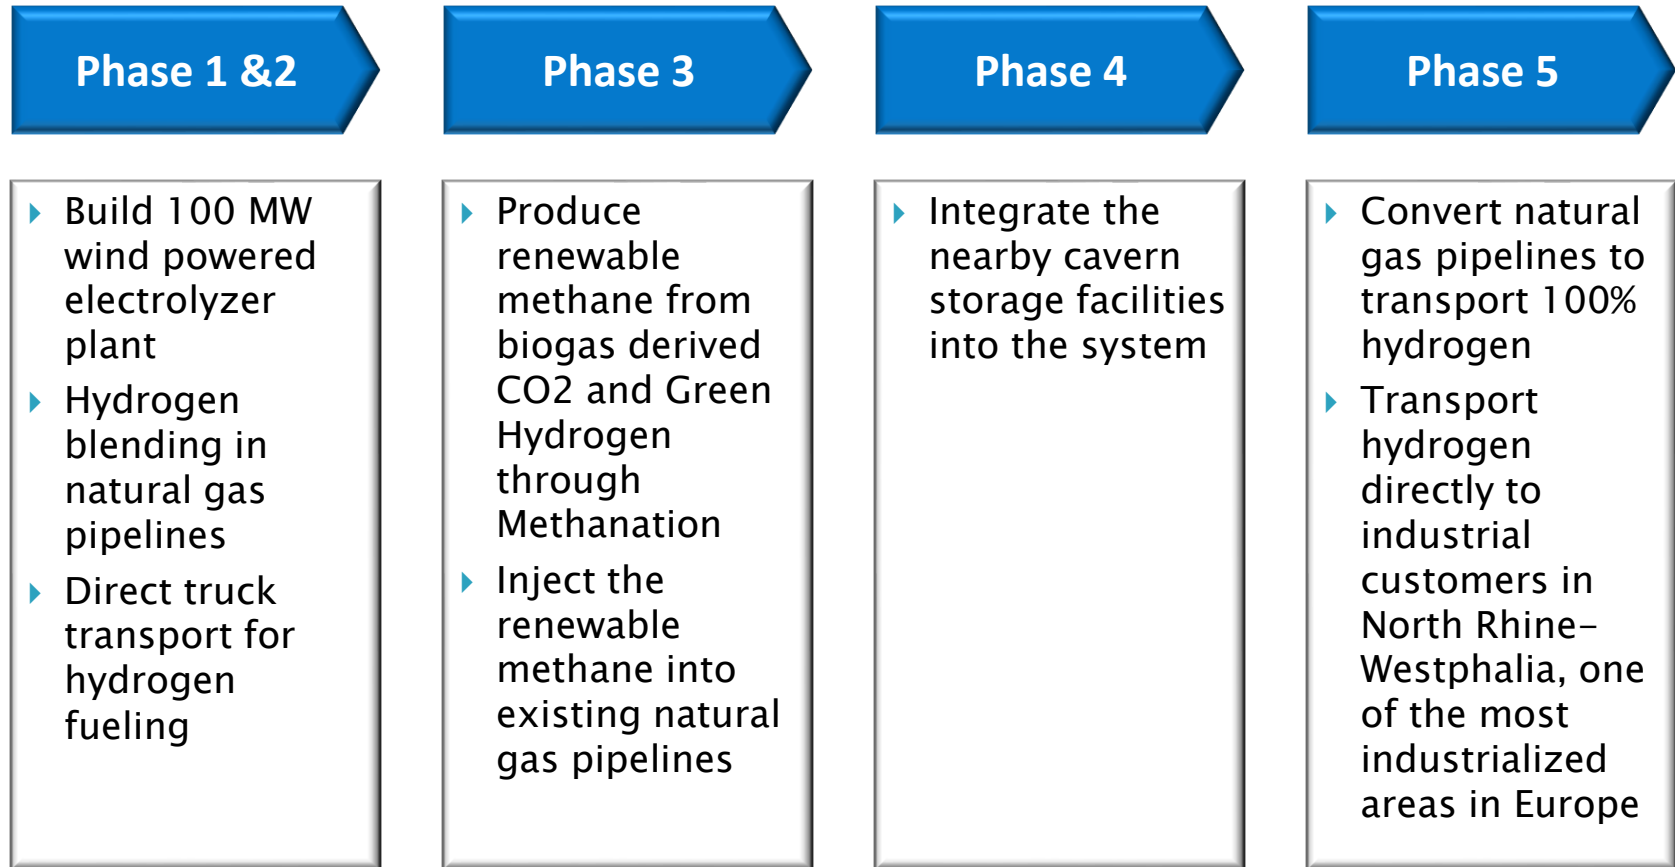 Phase 1 &2
Build 100 MW
wind powered
electrolyzer
plant
Hydrogen
blending in
natural gas
pipelines
Direct truck
transport for
hydrogen
fueling
Phase 3
Produce
renewable
methane from
biogas derived
CO2 and Green
Hydrogen
through
Methanation
Inject the
renewable
methane into
existing natural
gas pipelines
Phase 4
Integrate the
nearby cavern
storage facilities
into the system
Phase 5
Convert natural
gas pipelines to
transport 100%
hydrogen
Transport
hydrogen
directly to
industrial
customers in
North Rhine-
Westphalia, one
of the most
industrialized
areas in Europe